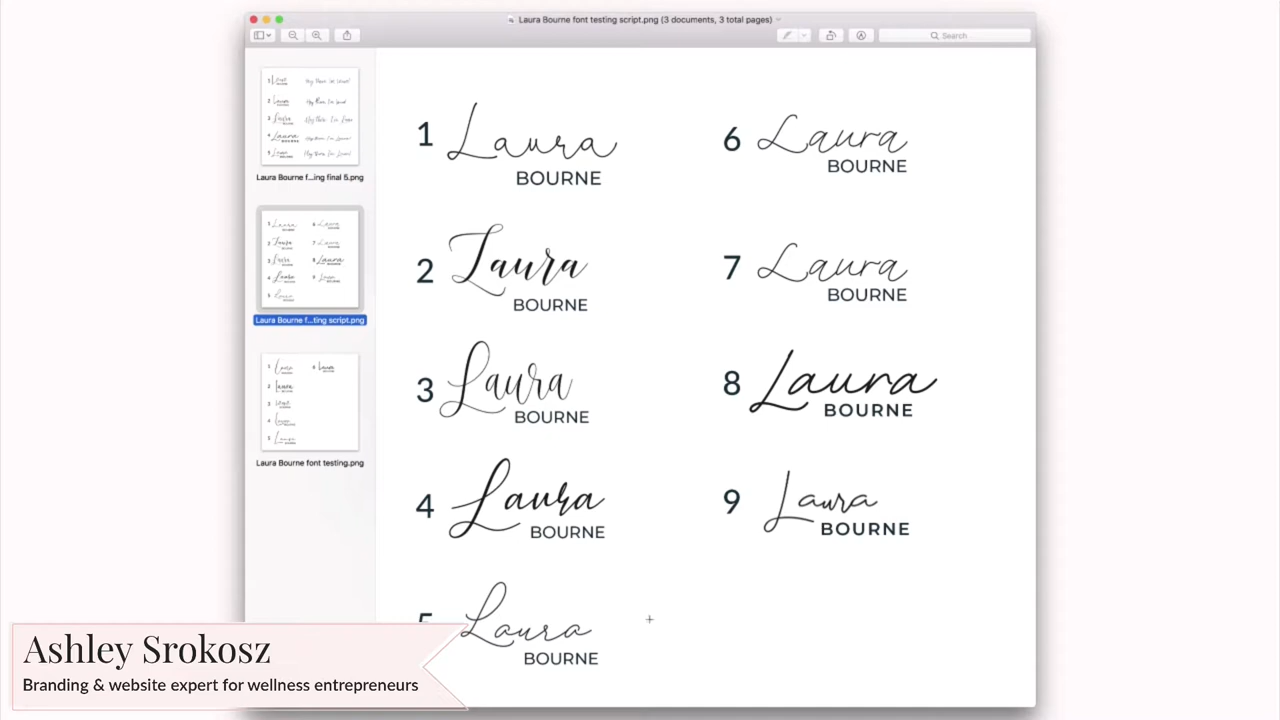 Laura Bourne font testing script.png (3 documents, 3 total pages)
Search
Laura Bourne f...ing final 5.png
Laura Bourne f...ting script.png
Laura Bourne font testing.png
1 Laura
BOURNE
2 Laura
BOURNE
3 Laura
BOURNE
4 Laura
BOURNE
5 Laura
BOURNE
6 Laura
BOURNE
7 Laura
BOURNE
8 Laura
BOURNE
9 Laura
BOURNE
Ashley Srokosz
Branding & website expert for wellness entrepreneurs